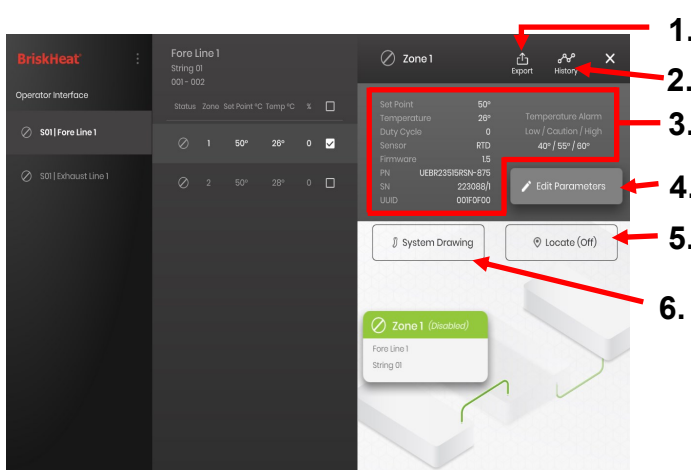 BriskHeat®
Operator Interface
S01 | Fore Line 1
S01 | Exhaust Line 1
Fore Line 1
String 01
001 - 002
Status Zone Set Point °C Temp °C %
1 50° 26° 0
2 50° 28° 0
Zone 1
Export
History
Set Point 50°
Temperature 26°
Duty Cycle 0
Sensor RTD
Firmware 1.5
PN UEBR23515RSN-875
SN 223088/1
UUID 001F0F00
Temperature Alarm
Low / Caution / High
40° / 55° / 60°
Edit Parameters
System Drawing
Locate (Off)
Zone 1 (Disabled)
Fore Line 1
String 01
1.
2.
3.
4.
5.
6.